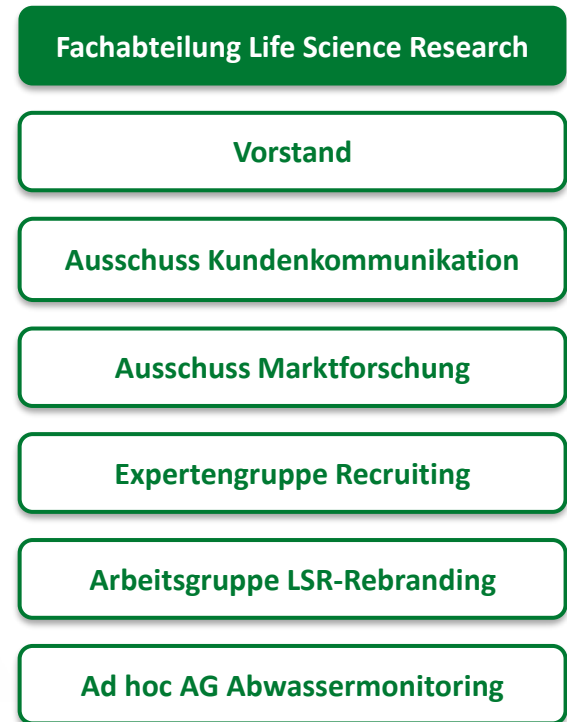 Fachabteilung Life Science Research
Vorstand
Ausschuss Kundenkommunikation
Ausschuss Marktforschung
Expertengruppe Recruiting
Arbeitsgruppe LSR-Rebranding
Ad hoc AG Abwassermonitoring